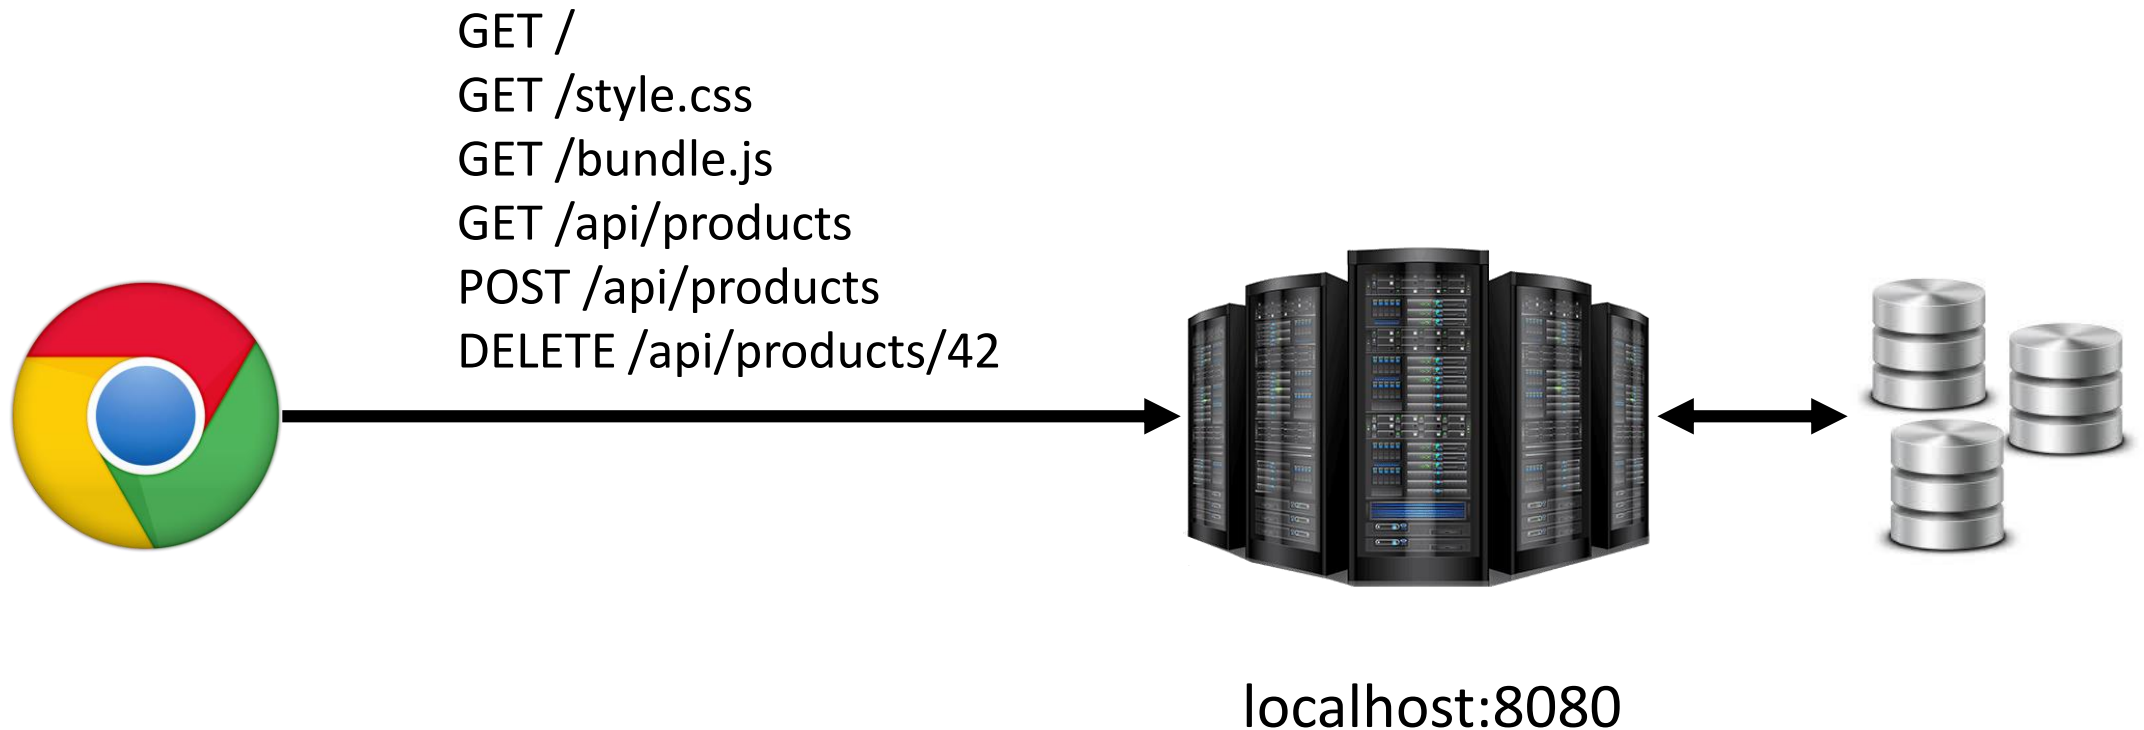 GET /
GET /style.css
GET /bundle.js
GET /api/products
POST /api/products
DELETE /api/products/42
localhost:8080